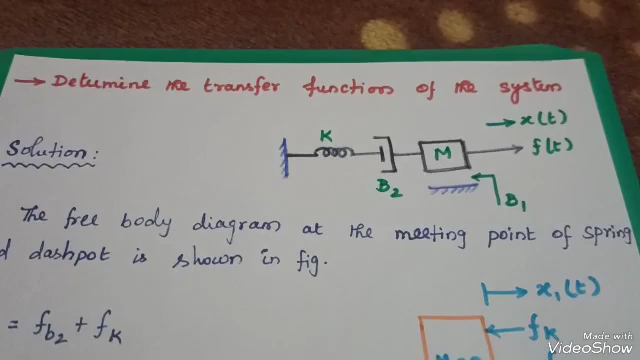 → Determine the transfer function of the system
→ x(t)
K
Solution:
M
f(t)
B2
B1
The free body diagram at the meeting point of spring
dashpot is shown in fig.
x1(t)
= fb2 + fk
fk
Made with
VideoShow